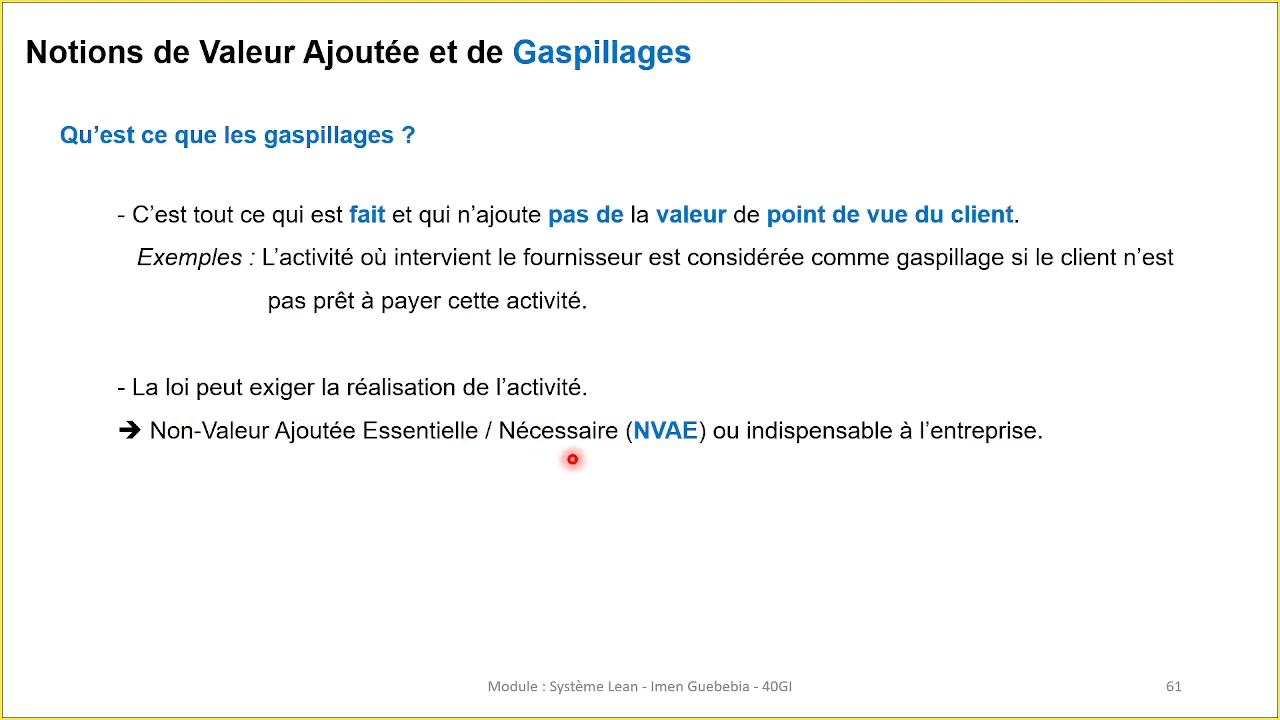 Notions de Valeur Ajoutée et de Gaspillages
Qu’est ce que les gaspillages ?
- C’est tout ce qui est fait et qui n’ajoute pas de la valeur de point de vue du client.
Exemples : L’activité où intervient le fournisseur est considérée comme gaspillage si le client n’est
pas prêt à payer cette activité.
- La loi peut exiger la réalisation de l’activité.
➔ Non-Valeur Ajoutée Essentielle / Nécessaire (NVAE) ou indispensable à l’entreprise.
Module : Système Lean - Imen Guebebia - 40GI
61